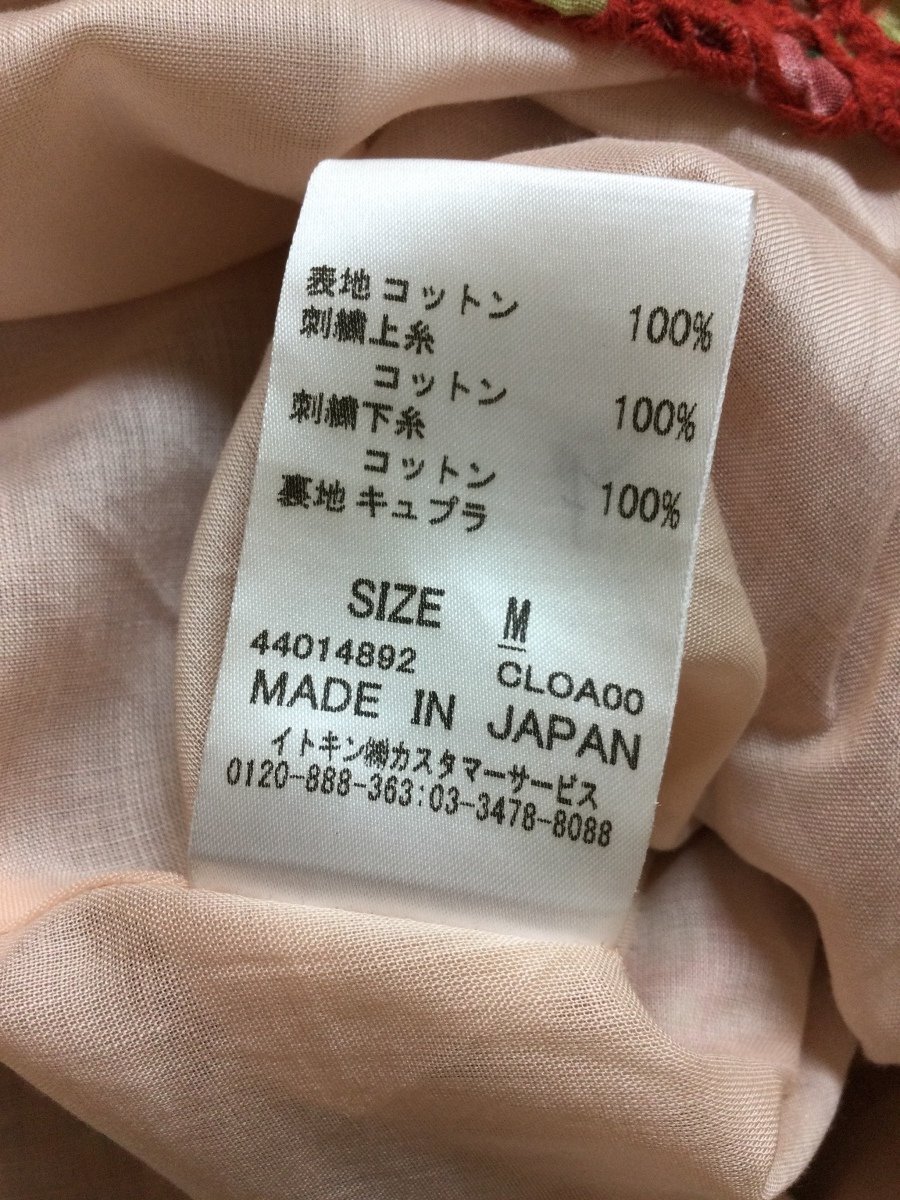 表地 コットン 100%
刺繍上糸
コットン 100%
刺繍下糸
コットン 100%
裏地 キュプラ
SIZE M
44014892 CLOA00
MADE IN JAPAN
イトキン㈱カスタマーサービス
0120-888-363:03-3478-8088